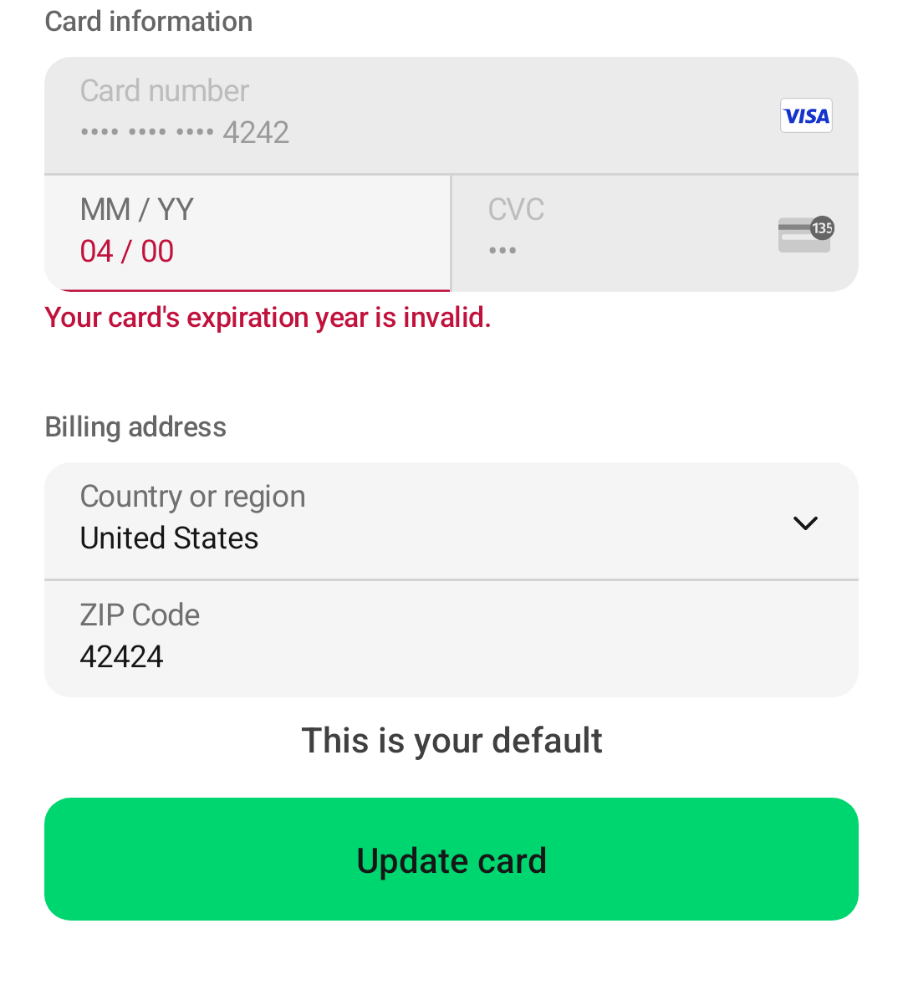 Card information
Card number
•••• •••• •••• 4242
VISA
MM / YY
04 / 00
CVC
•••
135
Your card's expiration year is invalid.
Billing address
Country or region
United States
ZIP Code
42424
This is your default
Update card